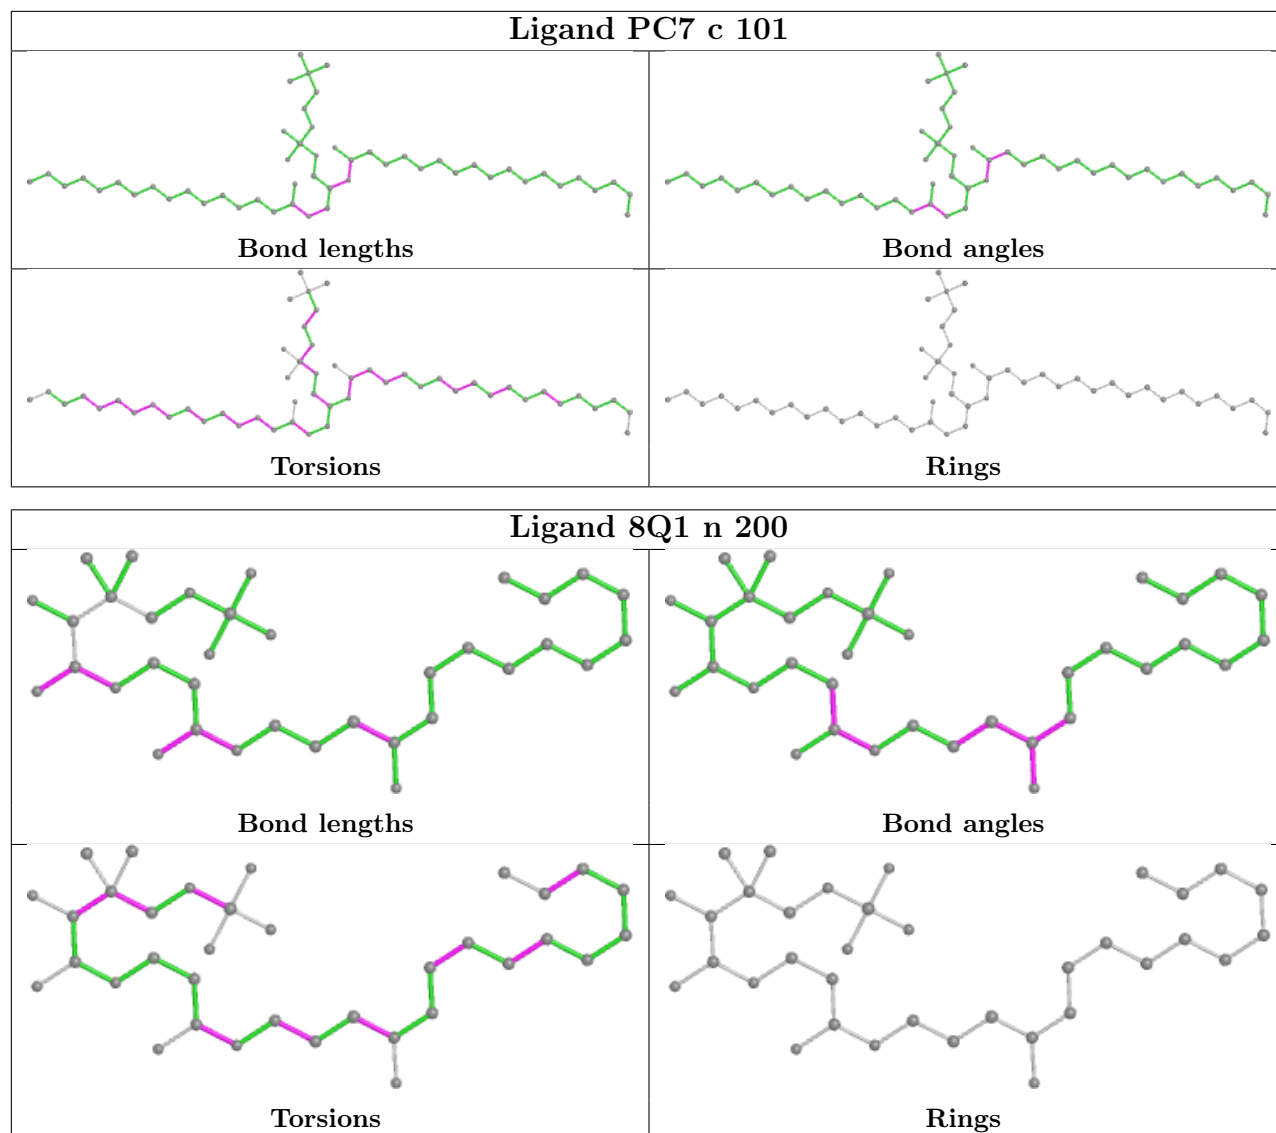 Ligand PC7 c 101
Bond lengths
Bond angles
Torsions
Rings
Ligand 8Q1 n 200
Bond lengths
Bond angles
Torsions
Rings